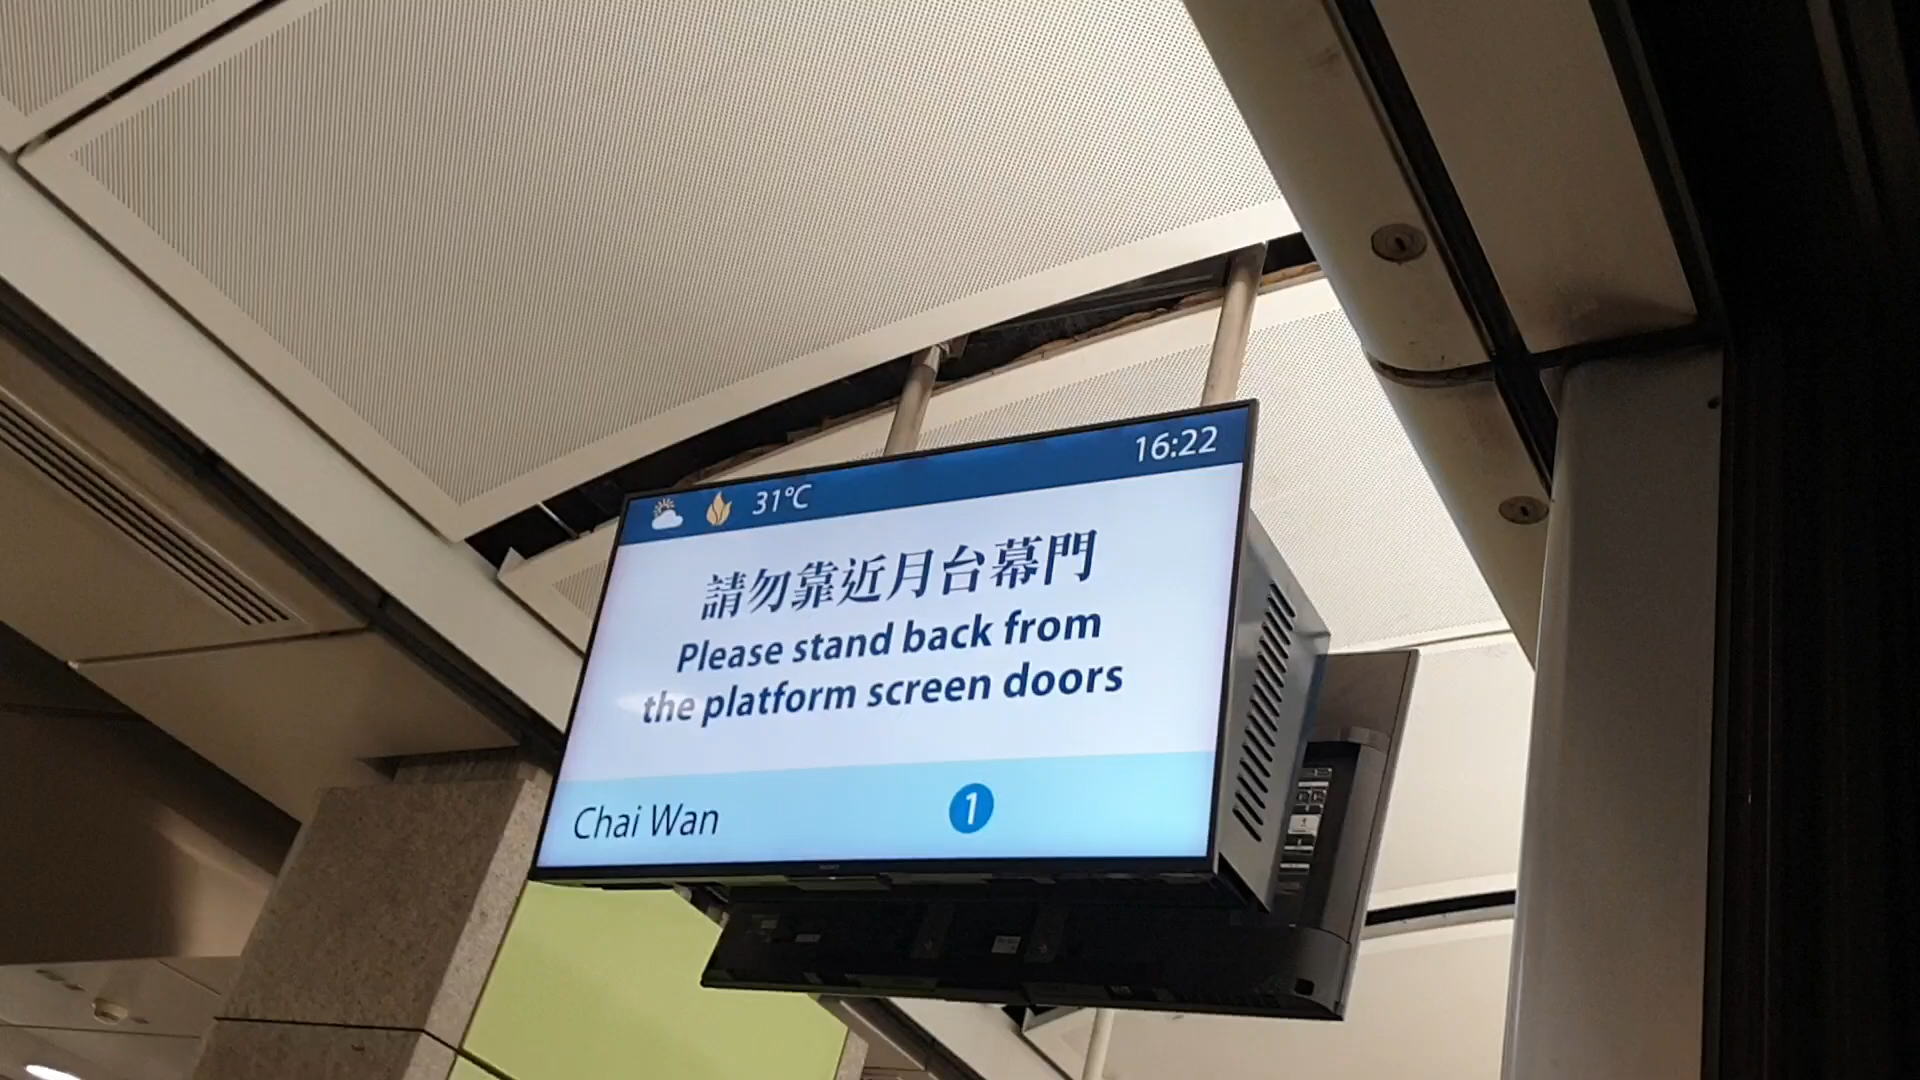 31°C 16:22
請勿靠近月台幕門
Please stand back from
the platform screen doors
Chai Wan 1